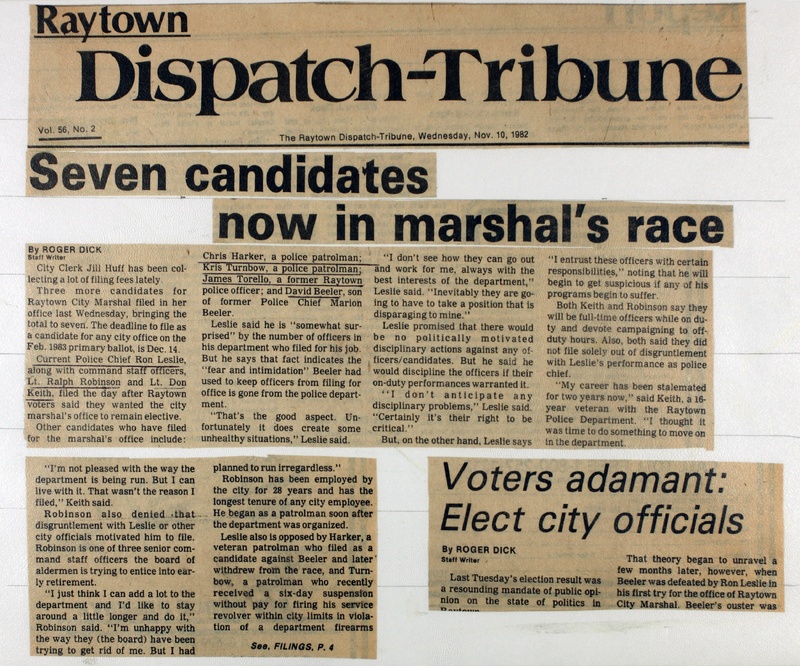 Raytown
Dispatch-Tribune
Vol. 56, No. 2
The Raytown Dispatch-Tribune, Wednesday, Nov. 10, 1982
Seven candidates
now in marshal's race
By ROGER DICK
Staff Writer
City Clerk Jill Huff has been col-
lecting a lot of filing fees lately.
Three more candidates for
Raytown City Marshal filed in her
office last Wednesday, bringing the
total to seven. The deadline to file as
a candidate for any city office on the
Feb. 1983 primary ballot, is Dec. 14.
Current Police Chief Ron Leslie,
along with command staff officers,
Lt. Ralph Robinson and Lt. Don
Keith, filed the day after Raytown
voters said they wanted the city
marshal's office to remain elective.
Other candidates who have filed
for the marshal's office include:
Chris Harker, a police patrolman;
Kris Turnbow, a police patrolman;
James Torello, a former Raytown
police officer; and David Beeler, son
of former Police Chief Marion
Beeler.
Leslie said he is "somewhat sur-
prised" by the number of officers in
his department who filed for his job.
But he says that fact indicates the
"fear and intimidation" Beeler had
used to keep officers from filing for
office is gone from the police depart-
ment.
"That's the good aspect. Un-
fortunately it does create some
unhealthy situations," Leslie said.
"I don't see how they can go out
and work for me, always with the
best interests of the department,"
Leslie said. "Inevitably they are go-
ing to have to take a position that is
disparaging to mine."
Leslie promised that there would
be no politically motivated
disciplinary actions against any of-
ficers/candidates. But he said he
would discipline the officers if their
on-duty performances warranted it.
"I don't anticipate any
disciplinary problems," Leslie said.
"Certainly it's their right to be
critical."
But, on the other hand, Leslie says
"I entrust these officers with certain
responsibilities," noting that he will
begin to get suspicious if any of his
programs begin to suffer.
Both Keith and Robinson say they
will be full-time officers while on du-
ty and devote campaigning to off-
duty hours. Also, both said they did
not file solely out of disgruntlement
with Leslie's performance as police
chief.
"My career has been stalemated
for two years now," said Keith, a 16-
year veteran with the Raytown
Police Department. "I thought it
was time to do something to move on
in the department.
"I'm not pleased with the way the
department is being run. But I can
live with it. That wasn't the reason I
filed," Keith said.
Robinson also denied that
disgruntlement with Leslie or other
city officials motivated him to file.
Robinson is one of three senior com-
mand staff officers the board of
aldermen is trying to entice into ear-
ly retirement.
"I just think I can add a lot to the
department and I'd like to stay
around a little longer and do it,"
Robinson said. "I'm unhappy with
the way they (the board) have been
trying to get rid of me. But I had
planned to run irregardless."
Robinson has been employed by
the city for 28 years and has the
longest tenure of any city employee.
He began as a patrolman soon after
the department was organized.
Leslie also is opposed by Harker, a
veteran patrolman who filed as a
candidate against Beeler and later
withdrew from the race, and Turn-
bow, a patrolman who recently
received a six-day suspension
without pay for firing his service
revolver within city limits in viola-
tion of a department firearms
See, FILINGS, P. 4
Voters adamant:
Elect city officials
By ROGER DICK
Staff Writer
Last Tuesday's election result was
a resounding mandate of public opi-
nion on the state of politics in
That theory began to unravel a
few months later, however, when
Beeler was defeated by Ron Leslie in
his first try for the office of Raytown
City Marshal. Beeler's ouster was